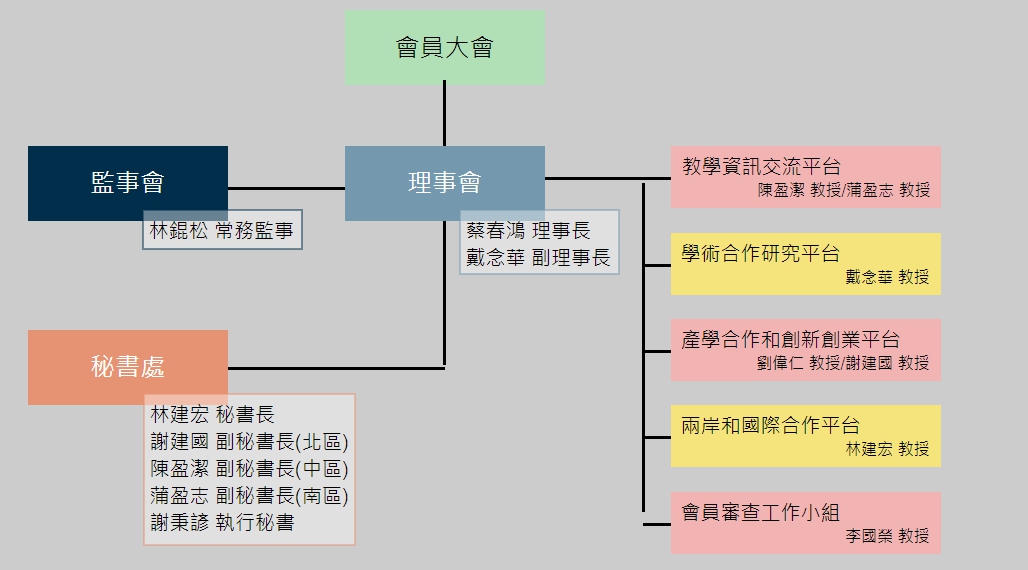 會員大會
監事會
林錕松 常務監事
理事會
蔡春鴻 理事長
戴念華 副理事長
秘書處
林建宏 秘書長
謝建國 副秘書長(北區)
陳盈潔 副秘書長(中區)
蒲盈志 副秘書長(南區)
謝秉諺 執行秘書
教學資訊交流平台
陳盈潔 教授/蒲盈志 教授
學術合作研究平台
戴念華 教授
產學合作和創新創業平台
劉偉仁 教授/謝建國 教授
兩岸和國際合作平台
林建宏 教授
會員審查工作小組
李國榮 教授